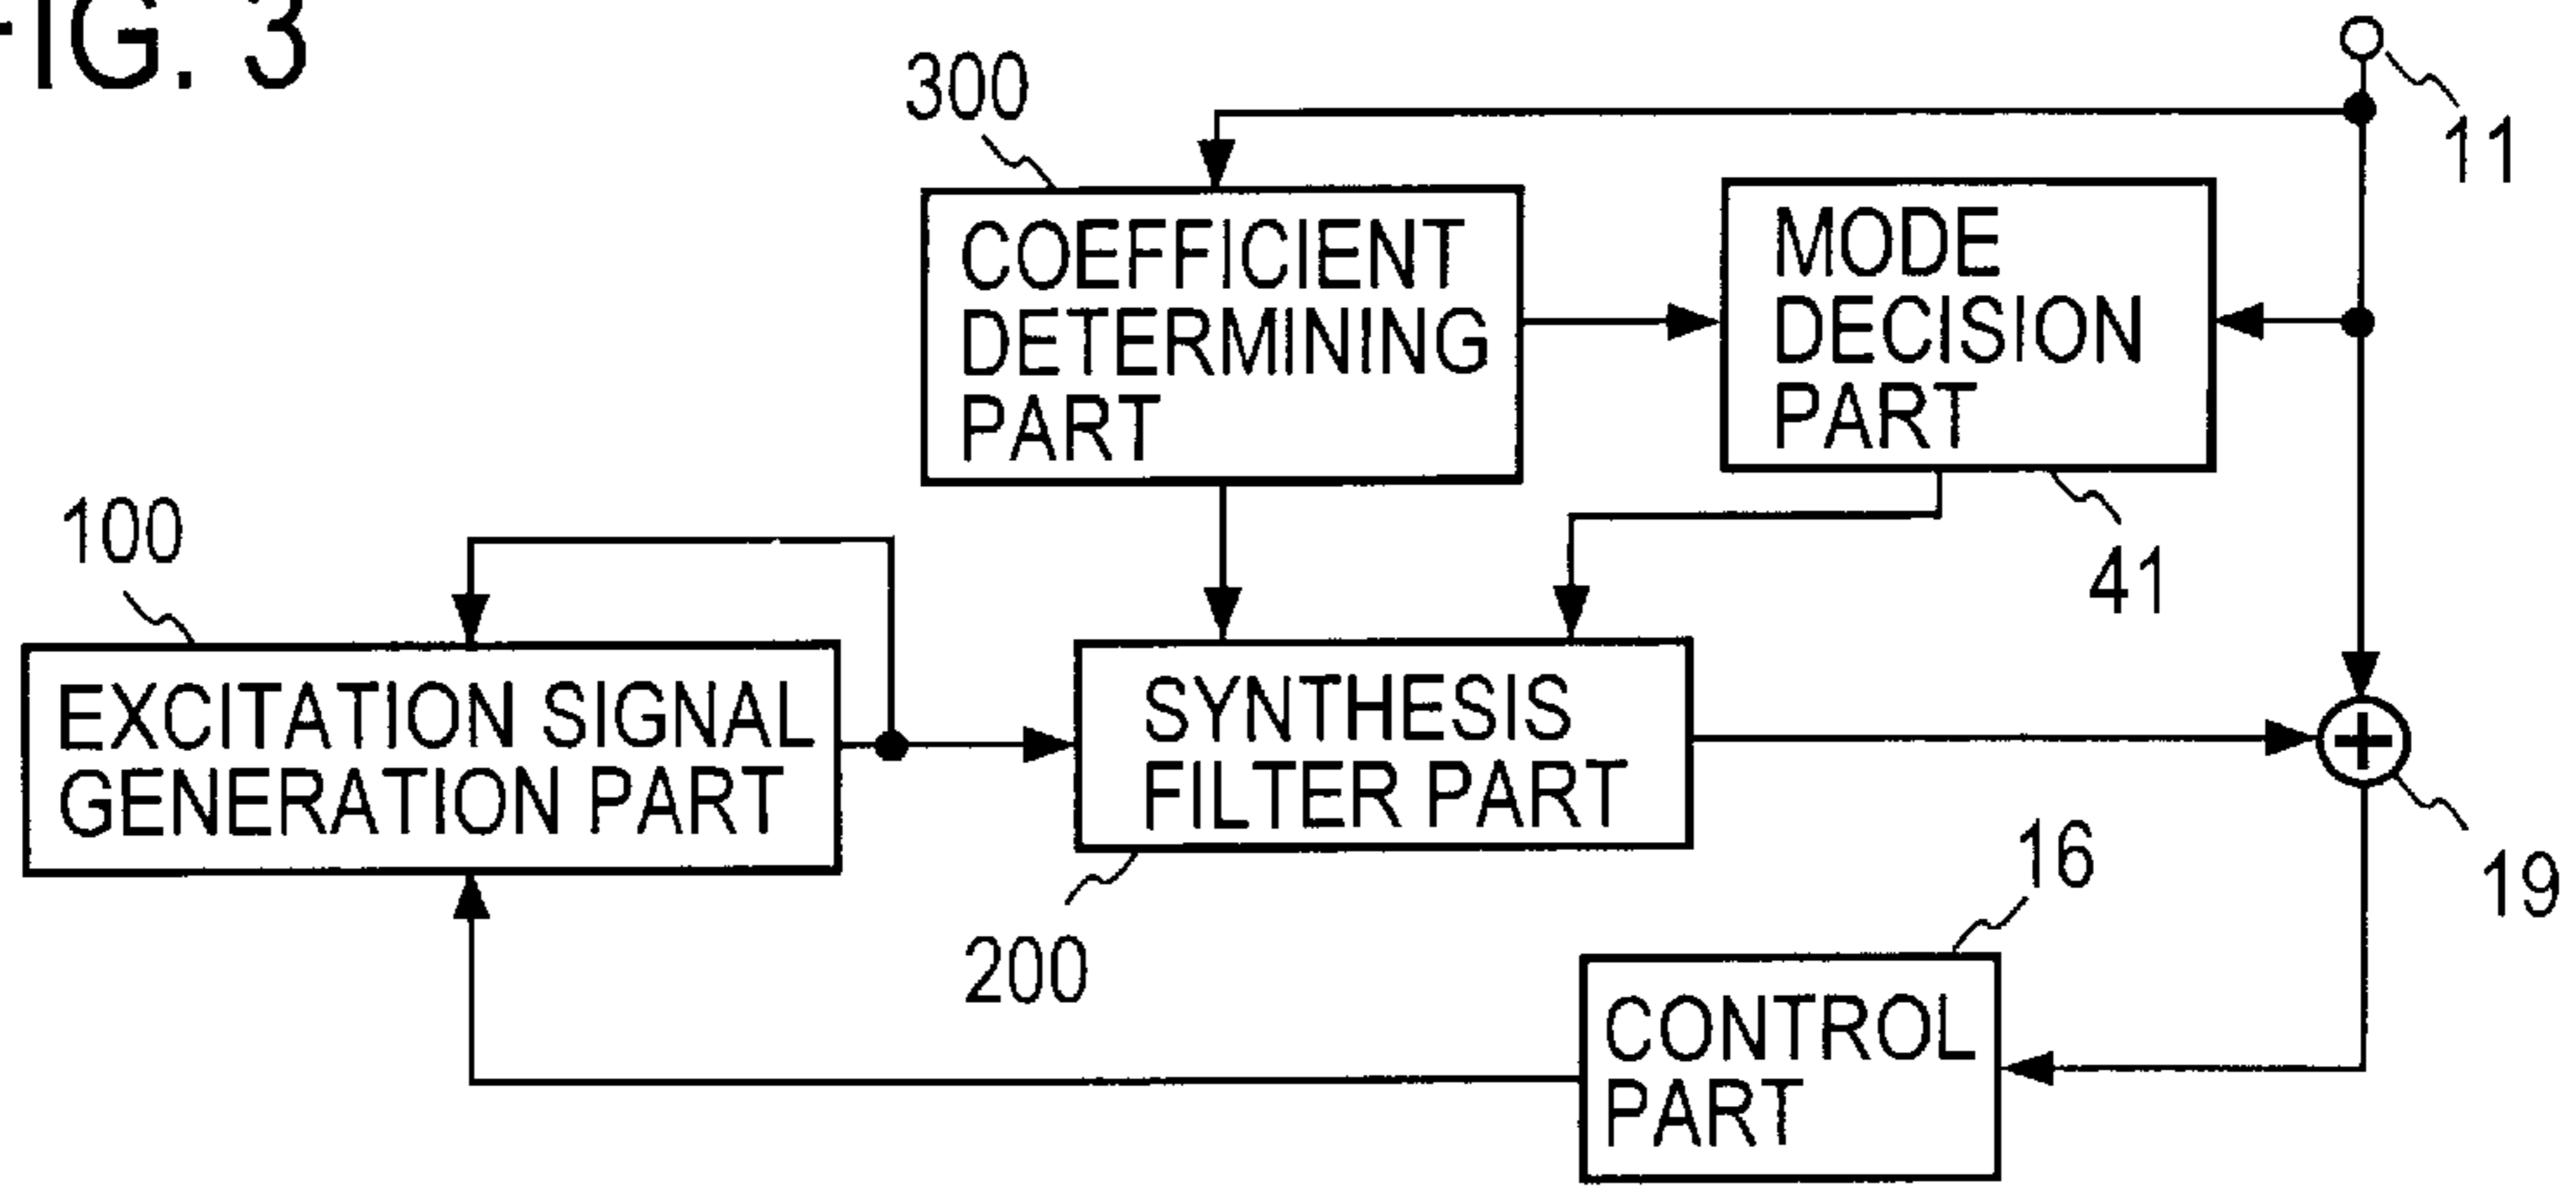 FIG. 3
300
11
COEFFICIENT
DETERMINING
PART
MODE
DECISION
PART
100
41
EXCITATION SIGNAL
GENERATION PART
SYNTHESIS
FILTER PART
16
19
200
CONTROL
PART